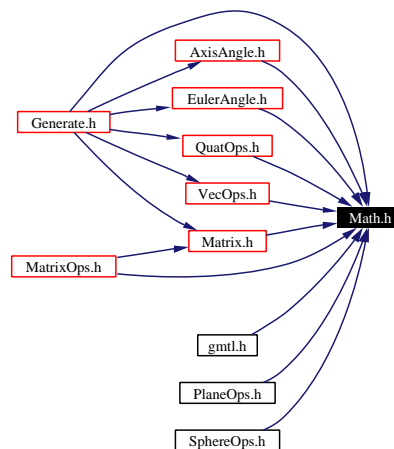 AxisAngle.h
EulerAngle.h
Generate.h
QuatOps.h
VecOps.h
Math.h
Matrix.h
MatrixOps.h
gmtl.h
PlaneOps.h
SphereOps.h